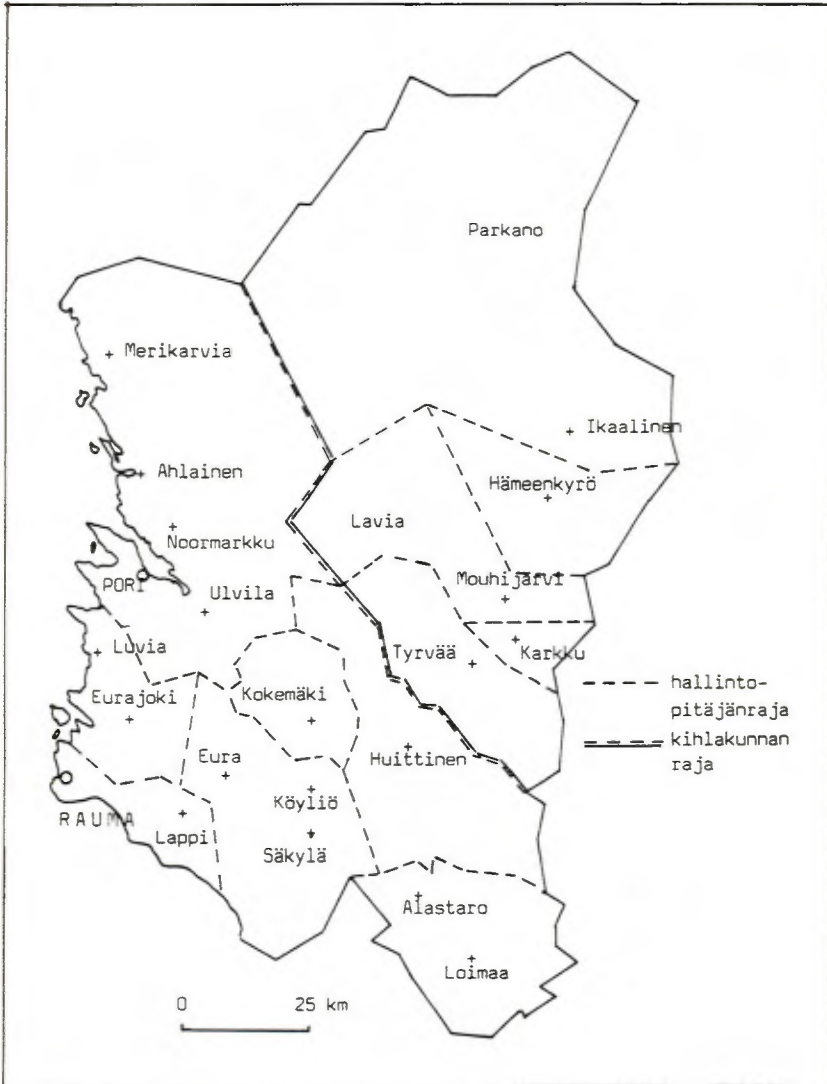 Parkano
Merikarvia
Ikaalinen
Ahlainen
Hämeenkyrö
Lavia
Noormarkku
PORI
Mouhijärvi
Ulvila
Luvia
Tyrvää
Karkku
hallinto-
pitäjänraja
Eurajoki
Kokemäki
kihlakunnan
raja
Eura
Huittinen
Köyliö
RAUMA
Lappi
Säkylä
Alastaro
Loimaa
0 25 km